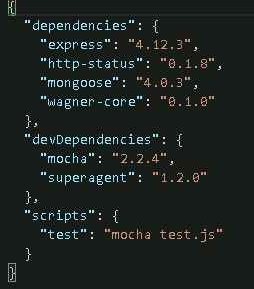 {
  "dependencies": {
    "express": "4.12.3",
    "http-status": "0.1.8",
    "mongoose": "4.0.3",
    "wagner-core": "0.1.0"
  },
  "devDependencies": {
    "mocha": "2.2.4",
    "superagent": "1.2.0"
  },
  "scripts": {
    "test": "mocha test.js"
  }
}